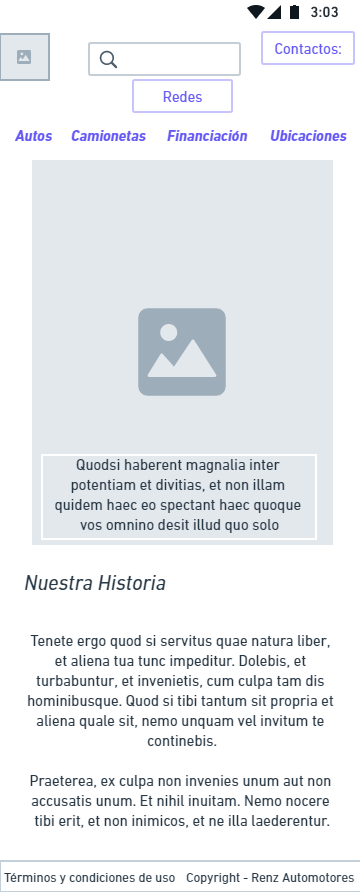 3:03
Contactos:
Redes
Autos Camionetas Financiación Ubicaciones
Quodsi haberent magnalia inter
potentiam et divitias, et non illam
quidem haec eo spectant haec quoque
vos omnino desit illud quo solo
Nuestra Historia
Tenete ergo quod si servitus quae natura liber,
et aliena tua tunc impeditur. Dolebis, et
turbabuntur, et invenietis, cum culpa tam dis
hominibusque. Quod si tibi tantum sit propria et
aliena quale sit, nemo unquam vel invitum te
continebis.
Praeterea, ex culpa non invenies unum aut non
accusatis unum. Et nihil inuitam. Nemo nocere
tibi erit, et non inimicos, et ne illa laederentur.
Términos y condiciones de uso Copyright - Renz Automotores